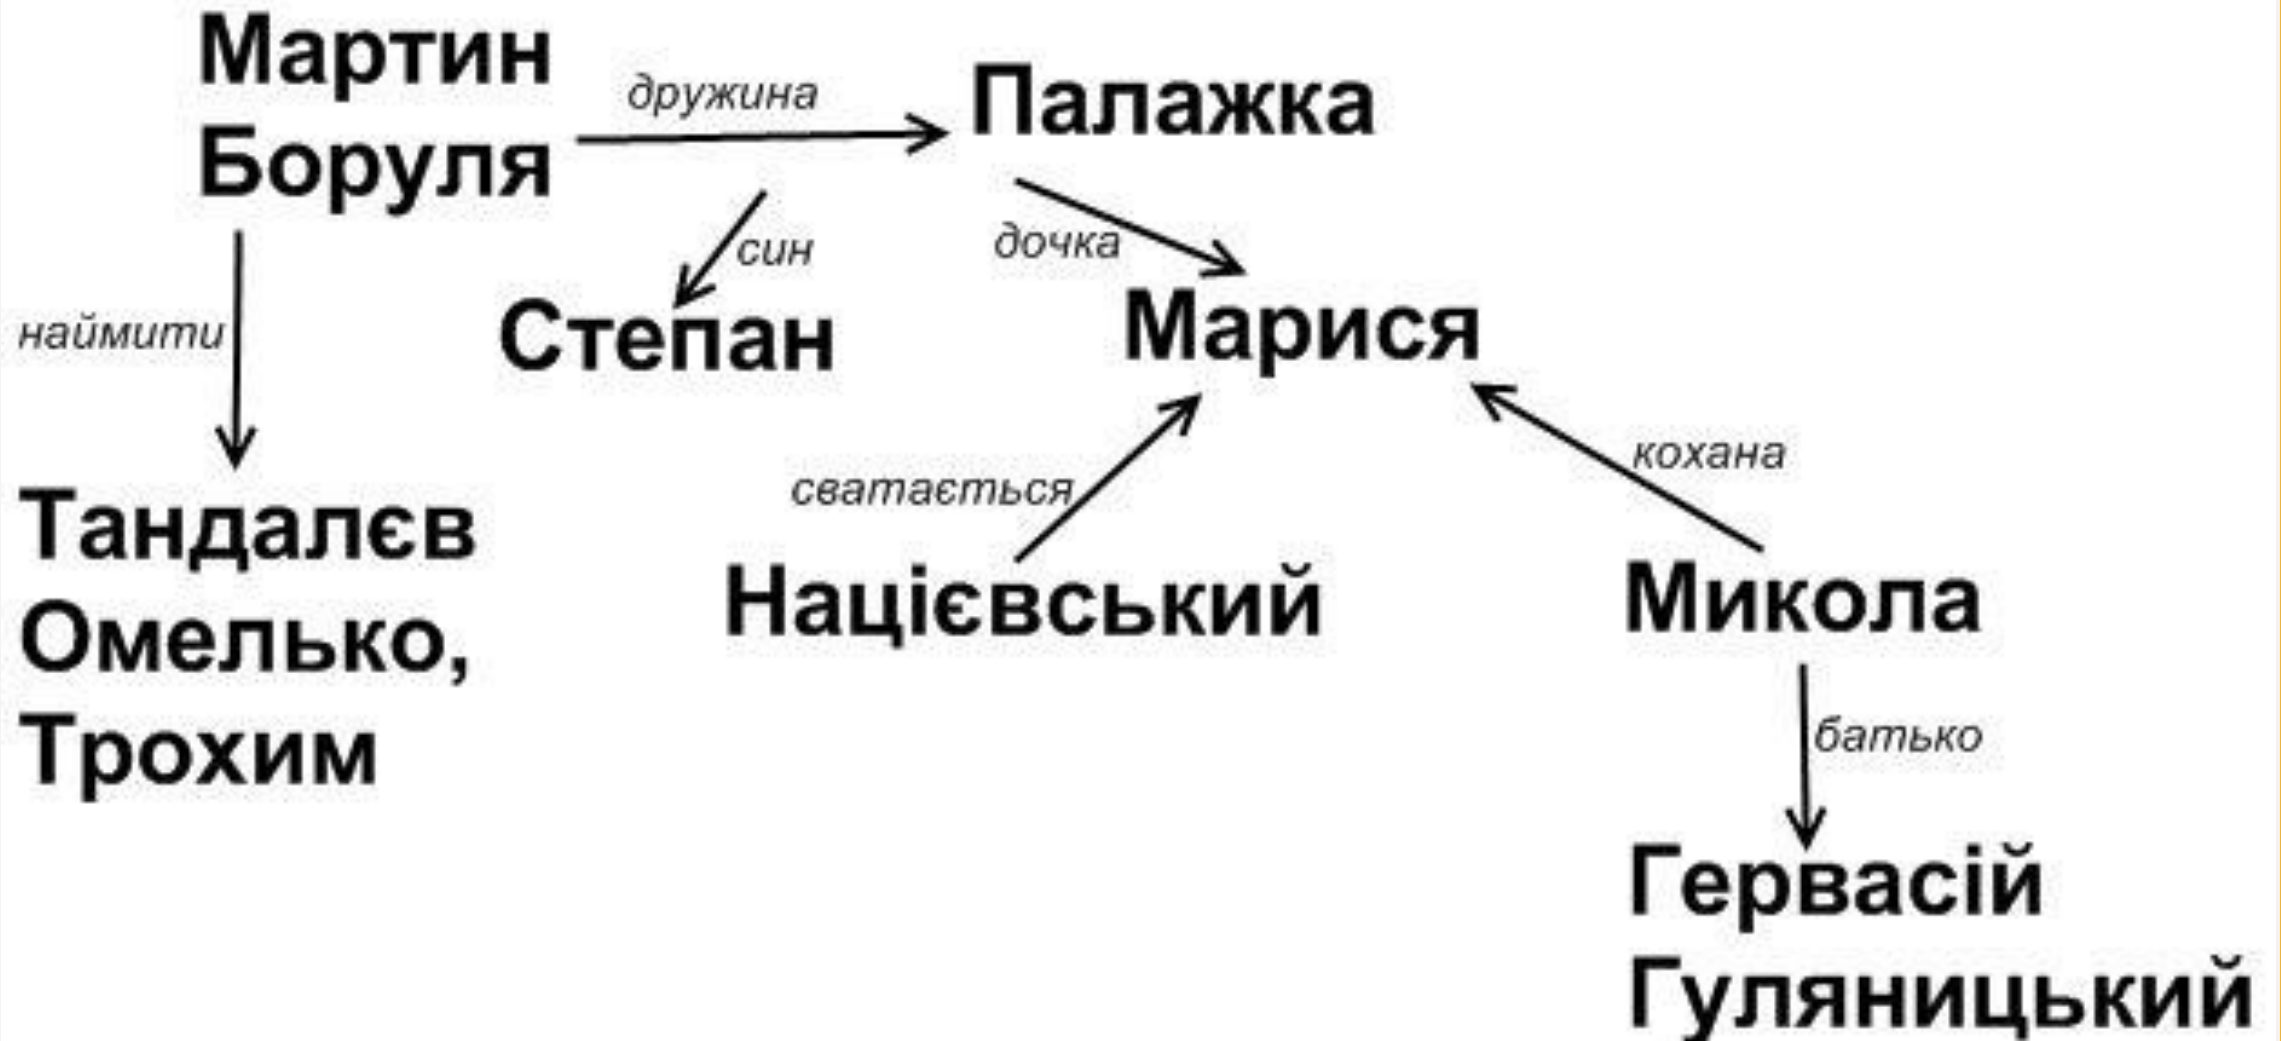 Мартин
Боруля
дружина
Палажка
син
дочка
наймити
Степан
Марися
сватається
кохана
Тандалєв
Омелько,
Трохим
Націєвський
Микола
батько
Гервасій
Гуляницький